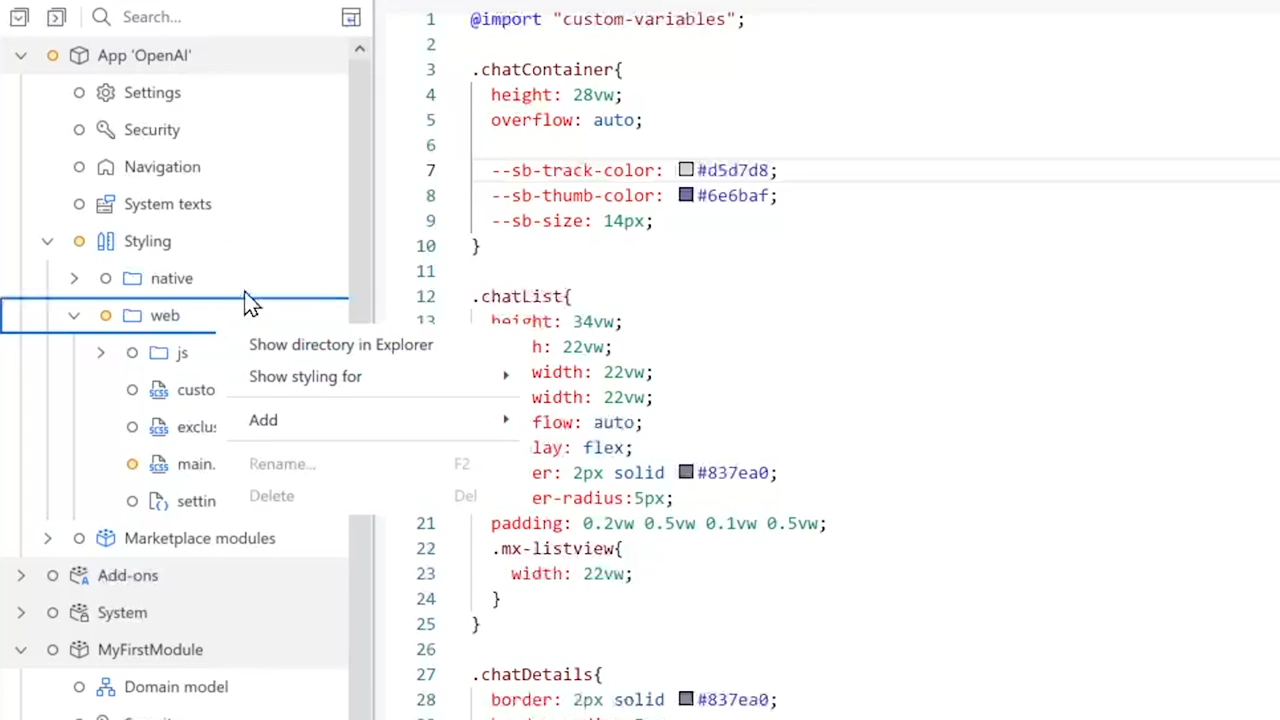 Search...
App 'OpenAI'
Settings
Security
Navigation
System texts
Styling
native
web
js
custo
exclus
main.
settin
Marketplace modules
Add-ons
System
MyFirstModule
Domain model
Show directory in Explorer
Show styling for
Add
Rename... F2
Delete Del
1 @import "custom-variables";
2
3 .chatContainer{
4 height: 28vw;
5 overflow: auto;
6
7 --sb-track-color: #d5d7d8;
8 --sb-thumb-color: #6e6baf;
9 --sb-size: 14px;
10 }
11
12 .chatList{
13 height: 34vw;
h: 22vw;
width: 22vw;
width: 22vw;
flow: auto;
lay: flex;
er: 2px solid #837ea0;
er-radius:5px;
21 padding: 0.2vw 0.5vw 0.1vw 0.5vw;
22 .mx-listview{
23 width: 22vw;
24 }
25 }
26
27 .chatDetails{
28 border: 2px solid #837ea0;